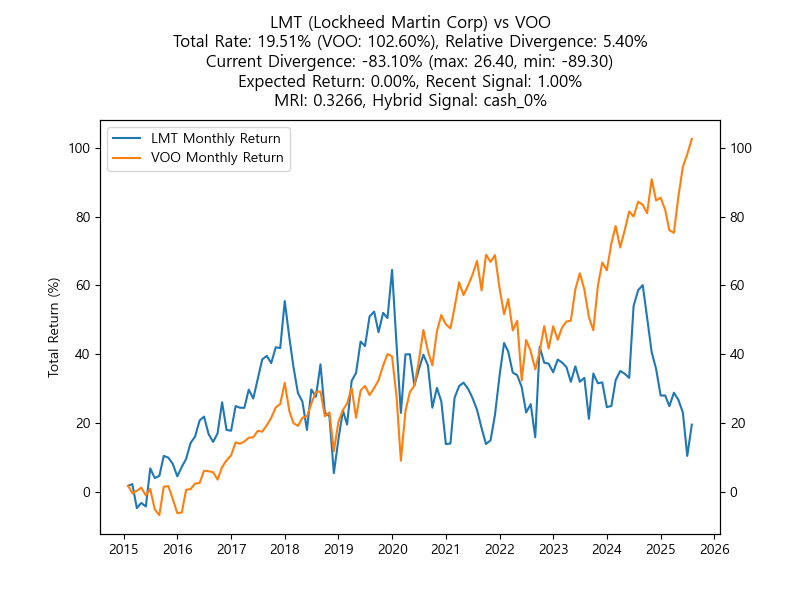 LMT (Lockheed Martin Corp) vs VOO
Total Rate: 19.51% (VOO: 102.60%), Relative Divergence: 5.40%
Current Divergence: -83.10% (max: 26.40, min: -89.30)
Expected Return: 0.00%, Recent Signal: 1.00%
MRI: 0.3266, Hybrid Signal: cash_0%
LMT Monthly Return
VOO Monthly Return
Total Return (%)
100 100
80 80
60 60
40 40
20 20
0 0
2015 2016 2017 2018 2019 2020 2021 2022 2023 2024 2025 2026